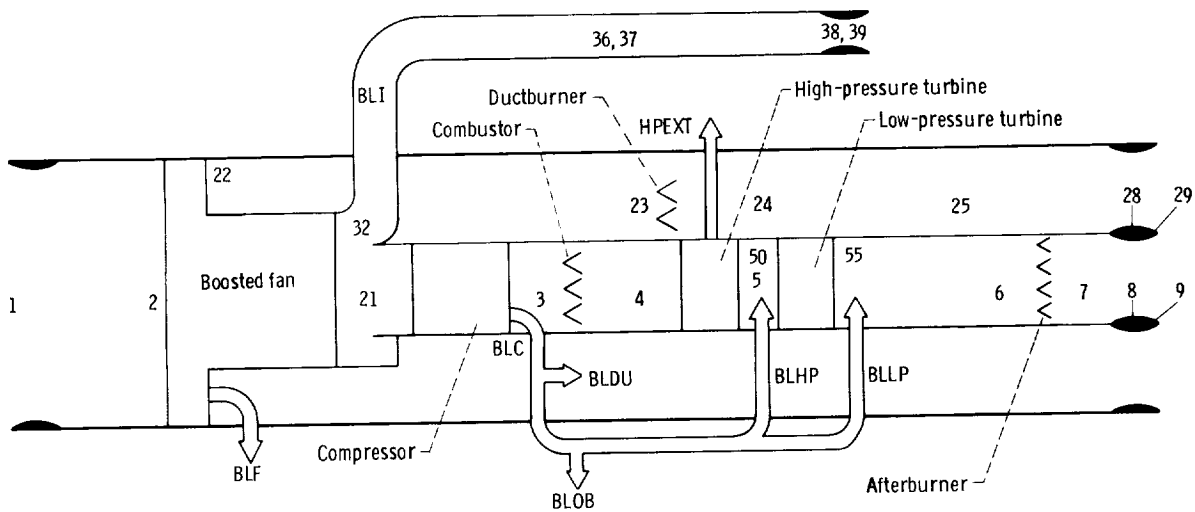 36, 37
38, 39
BLI
Ductburner
High-pressure turbine
Combustor
HPEXT
Low-pressure turbine
22
23
24
25
28
29
32
Boosted fan
50
55
1
2
21
3
4
5
6
7
8
9
BLC
BLDU
BLHP
BLLP
Compressor
BLF
BLOB
Afterburner